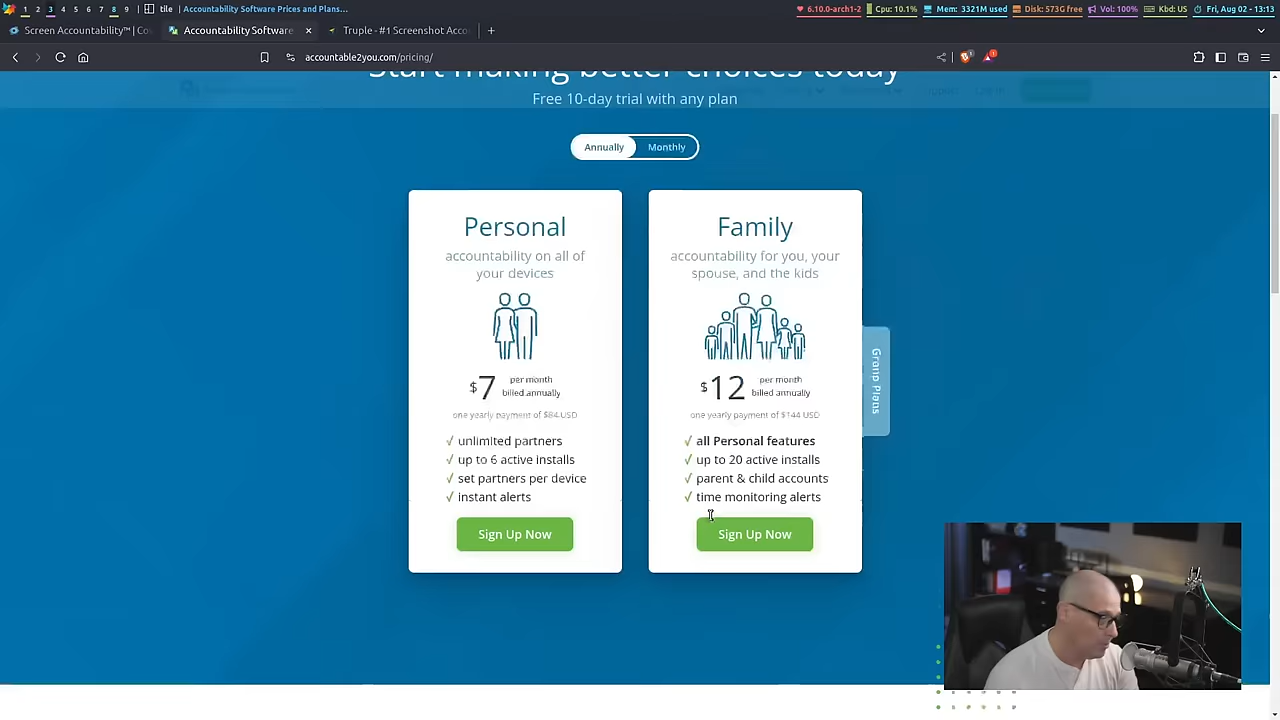 1 2 3 4 5 6 7 8 9 tile Accountability Software Prices and Plans... 6.10.0-arch1-2 Cpu: 10.1% Mem: 3321M used Disk: 573G free Vol: 100% Kbd: US Fri, Aug 02 - 13:13
Screen Accountability™ | Co Accountability Software Truple - #1 Screenshot Acco
accountable2you.com/pricing/
Start making better choices today
Free 10-day trial with any plan
Annually Monthly
Personal
accountability on all of
your devices
$7 per month
billed annually
one yearly payment of $84 USD
√ unlimited partners
√ up to 6 active installs
√ set partners per device
√ instant alerts
Sign Up Now
Family
accountability for you, your
spouse, and the kids
$12 per month
billed annually
one yearly payment of $144 USD
√ all Personal features
√ up to 20 active installs
√ parent & child accounts
√ time monitoring alerts
Sign Up Now
Group Plans